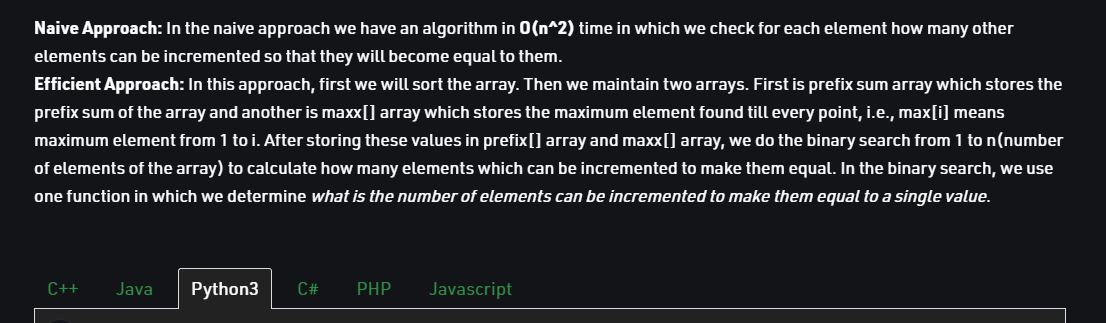 Naive Approach: In the naive approach we have an algorithm in O(n^2) time in which we check for each element how many other
elements can be incremented so that they will become equal to them.
Efficient Approach: In this approach, first we will sort the array. Then we maintain two arrays. First is prefix sum array which stores the
prefix sum of the array and another is maxx[] array which stores the maximum element found till every point, i.e., max[i] means
maximum element from 1 to i. After storing these values in prefix[] array and maxx[] array, we do the binary search from 1 to n(number
of elements of the array) to calculate how many elements which can be incremented to make them equal. In the binary search, we use
one function in which we determine what is the number of elements can be incremented to make them equal to a single value.
C++ Java Python3 C# PHP Javascript